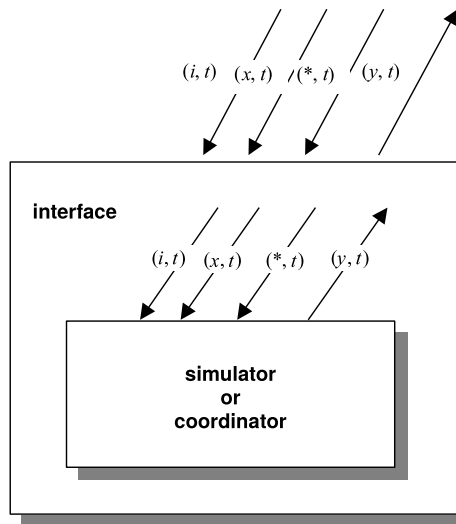 (i, t) (x, t) (*, t) (y, t)
interface
(i, t) (x, t) (*, t) (y, t)
simulator
or
coordinator